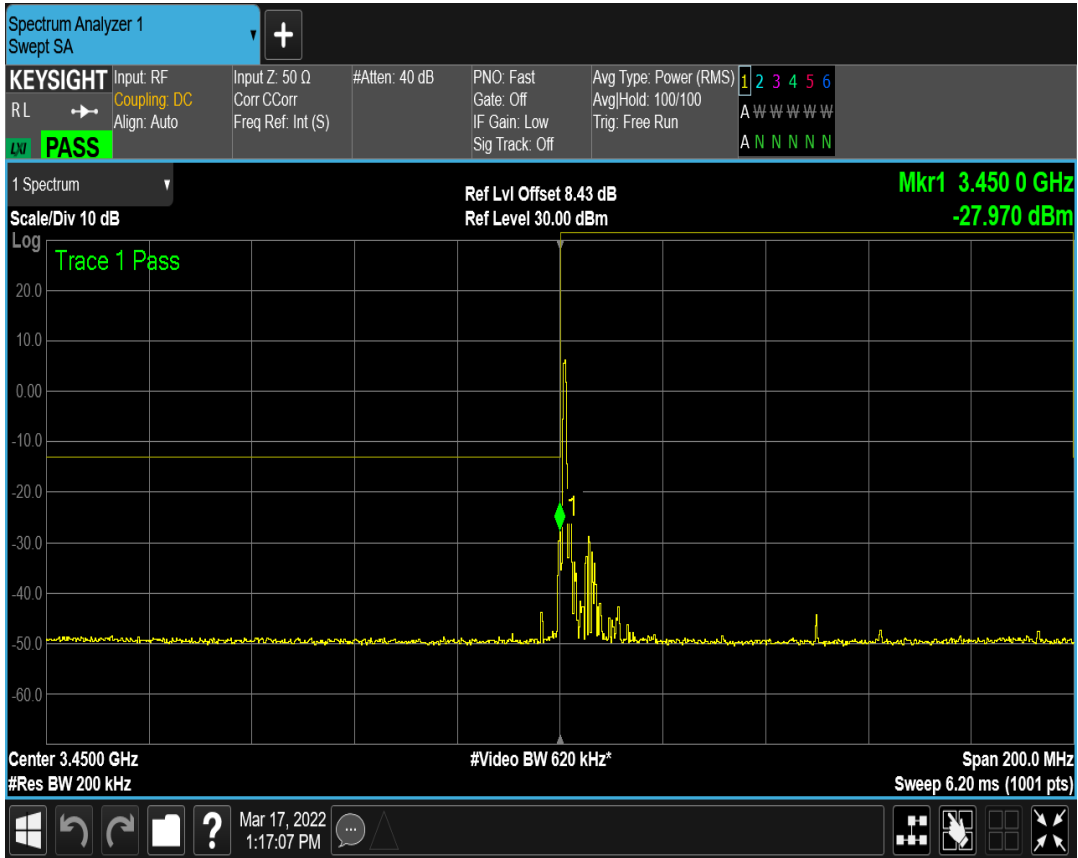 Spectrum Analyzer 1
Swept SA
+
KEYSIGHT
R L
LXI PASS
Input: RF
Coupling: DC
Align: Auto
Input Z: 50 Ω
Corr CCorr
Freq Ref: Int (S)
#Atten: 40 dB
PNO: Fast
Gate: Off
IF Gain: Low
Sig Track: Off
Avg Type: Power (RMS)
Avg|Hold: 100/100
Trig: Free Run
1 2 3 4 5 6
A W W W W W
A N N N N N
1 Spectrum
Scale/Div 10 dB
Ref Lvl Offset 8.43 dB
Ref Level 30.00 dBm
Mkr1 3.450 0 GHz
-27.970 dBm
Log
Trace 1 Pass
20.0
10.0
0.00
-10.0
-20.0
1
-30.0
-40.0
-50.0
-60.0
Center 3.4500 GHz
#Video BW 620 kHz*
Span 200.0 MHz
#Res BW 200 kHz
Sweep 6.20 ms (1001 pts)
?
Mar 17, 2022
1:17:07 PM